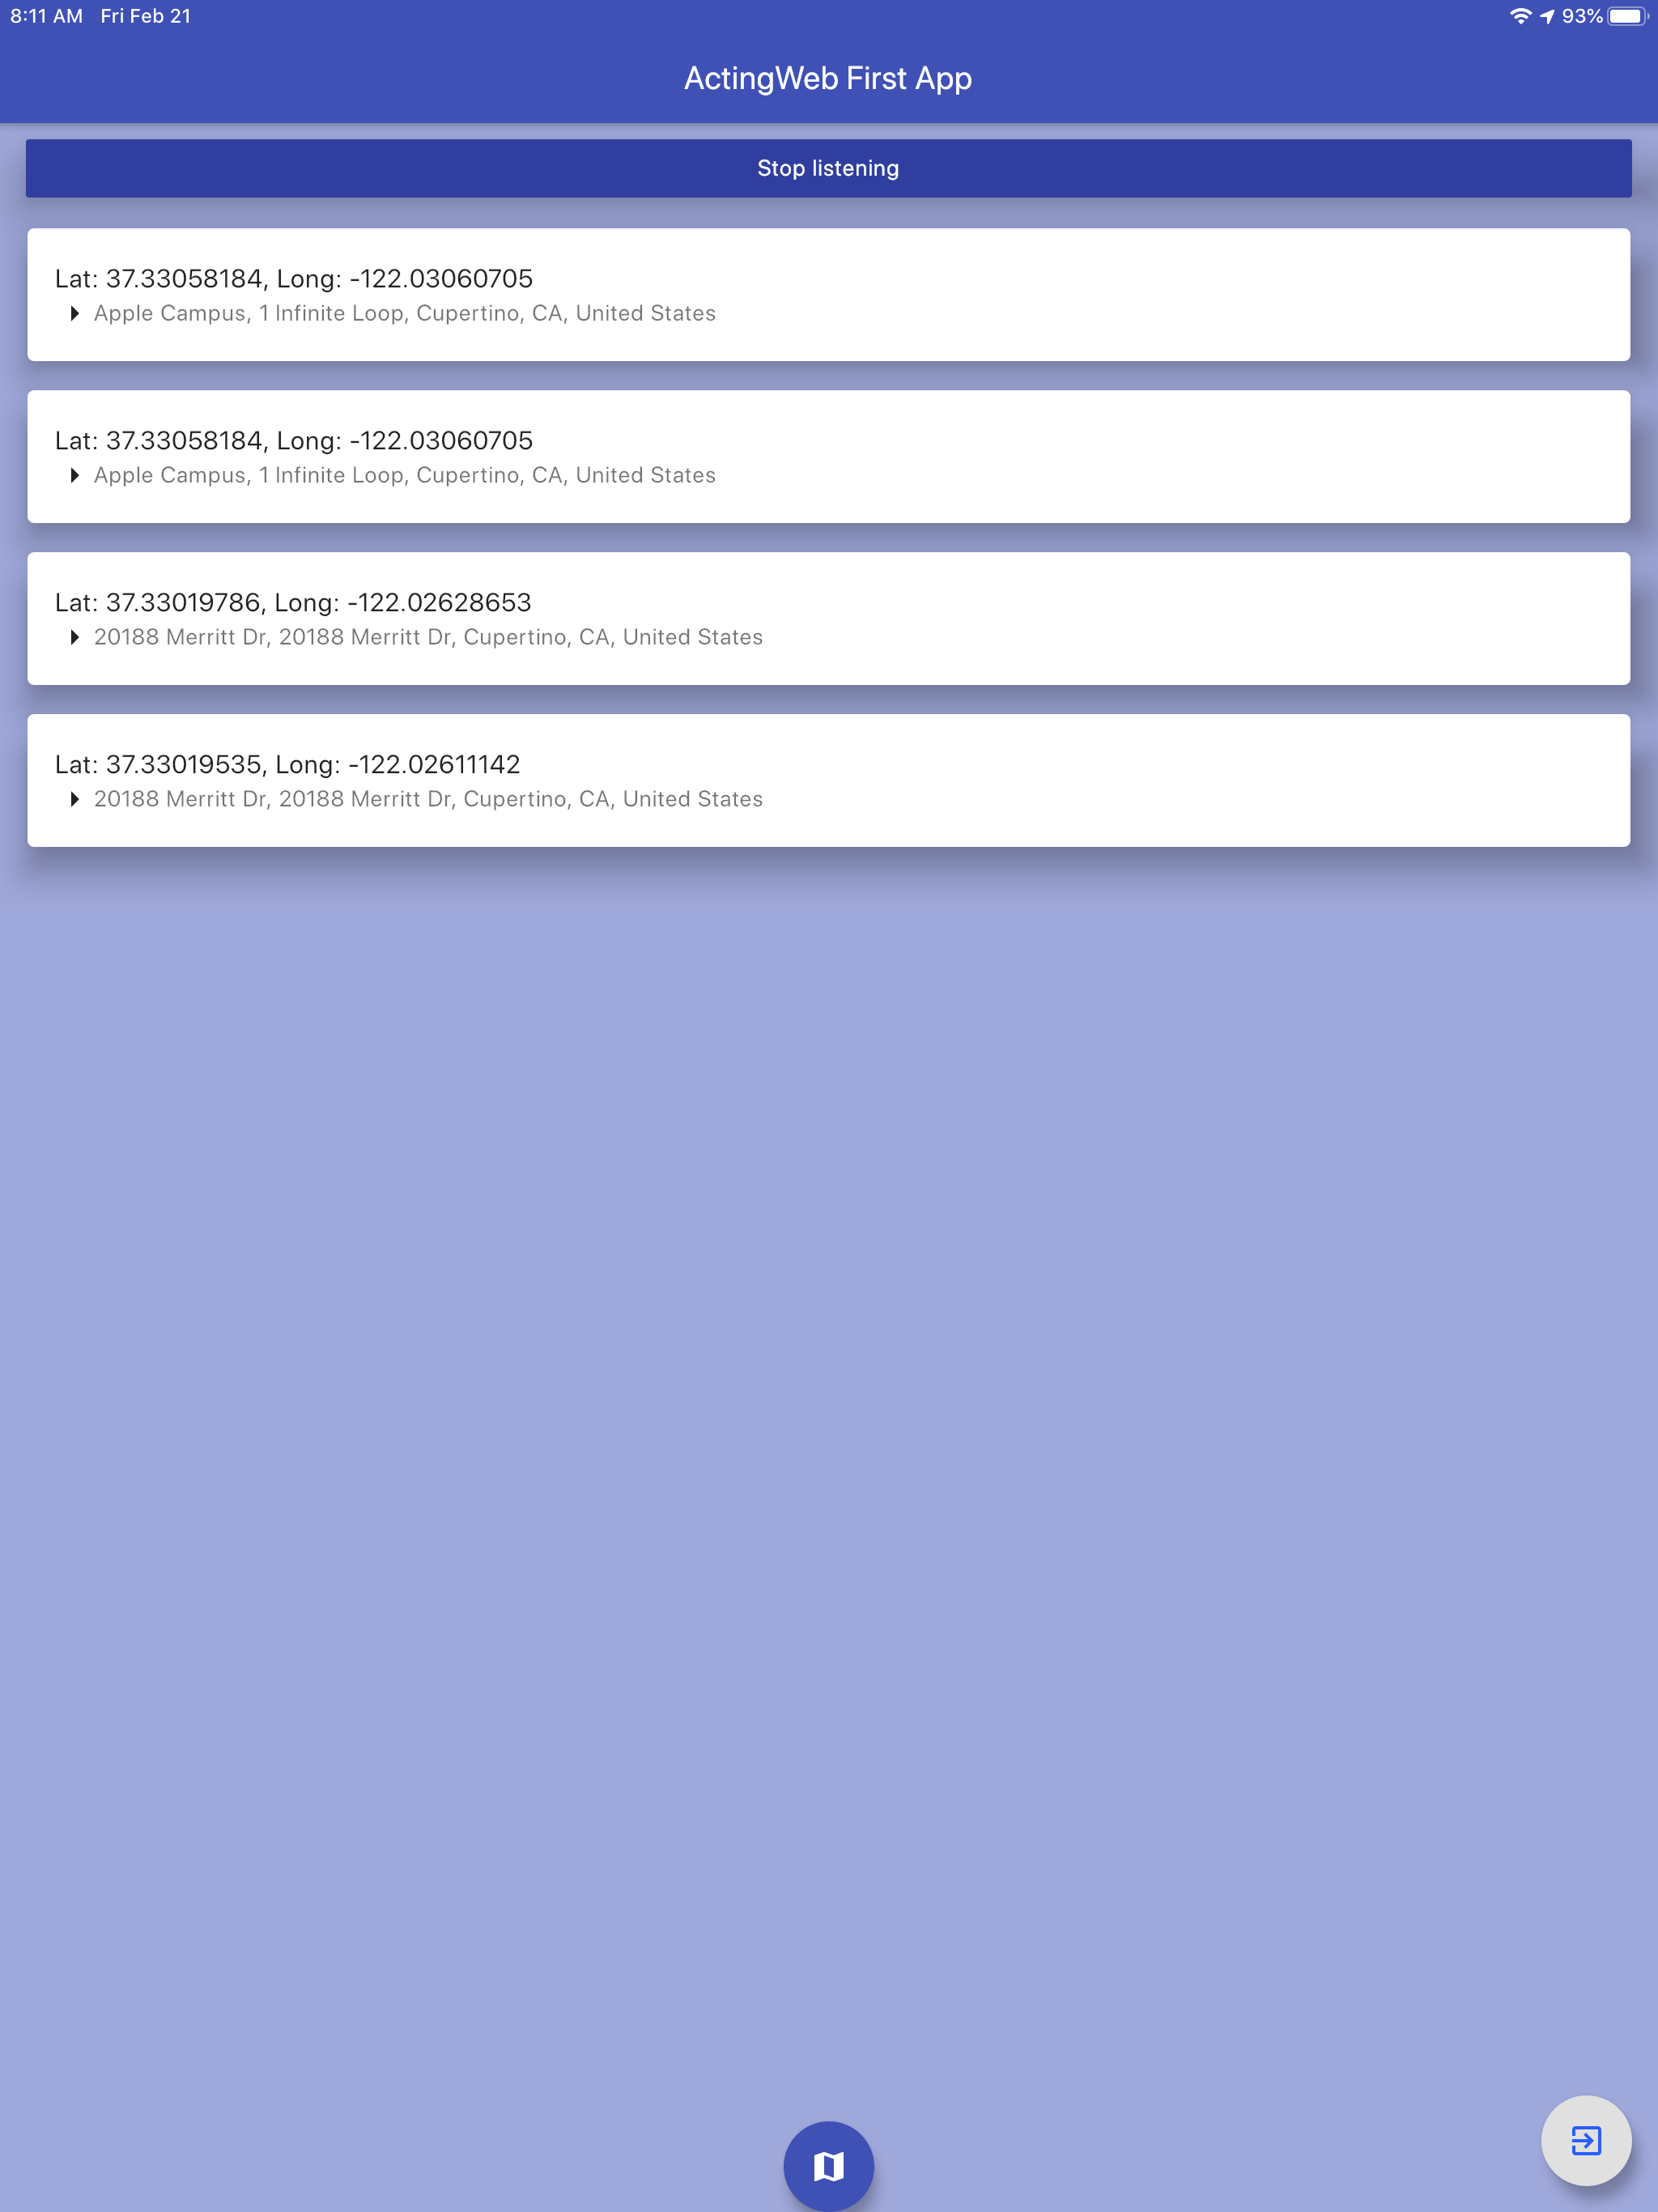 8:11 AM Fri Feb 21 93%
ActingWeb First App
Stop listening
Lat: 37.33058184, Long: -122.03060705
Apple Campus, 1 Infinite Loop, Cupertino, CA, United States
Lat: 37.33058184, Long: -122.03060705
Apple Campus, 1 Infinite Loop, Cupertino, CA, United States
Lat: 37.33019786, Long: -122.02628653
20188 Merritt Dr, 20188 Merritt Dr, Cupertino, CA, United States
Lat: 37.33019535, Long: -122.02611142
20188 Merritt Dr, 20188 Merritt Dr, Cupertino, CA, United States